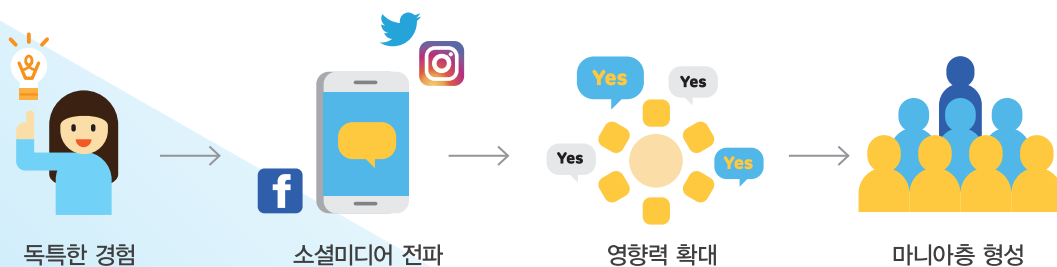 Yes
Yes
Yes
Yes
독특한 경험
소셜미디어 전파
영향력 확대
마니아층 형성